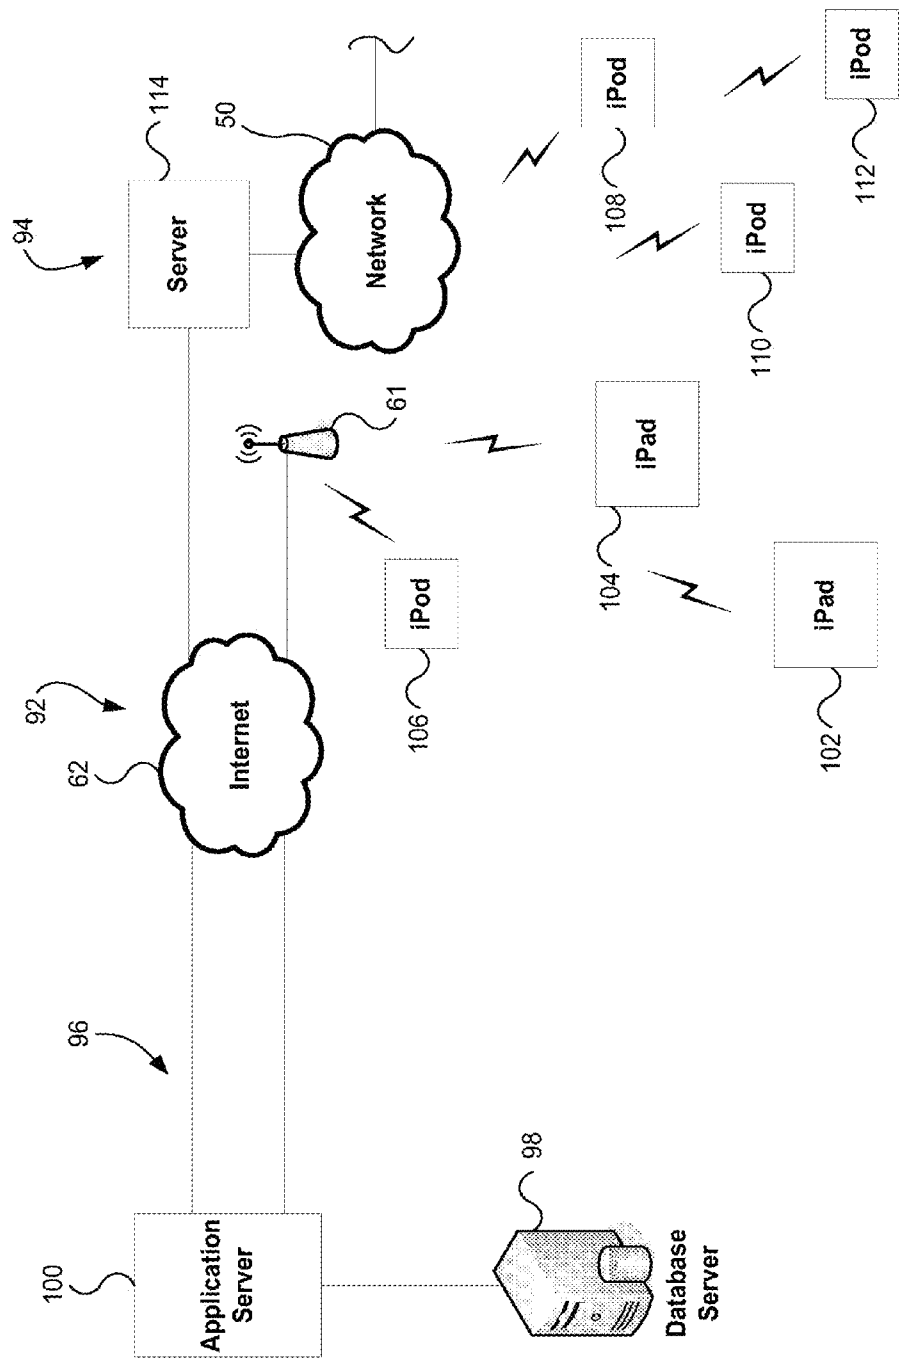 92
94
100
96
62
114
Application
Server
Internet
Server
50
Network
61
106
iPod
98
104
iPad
108
iPod
Database
Server
110
iPod
102
iPad
112
iPod